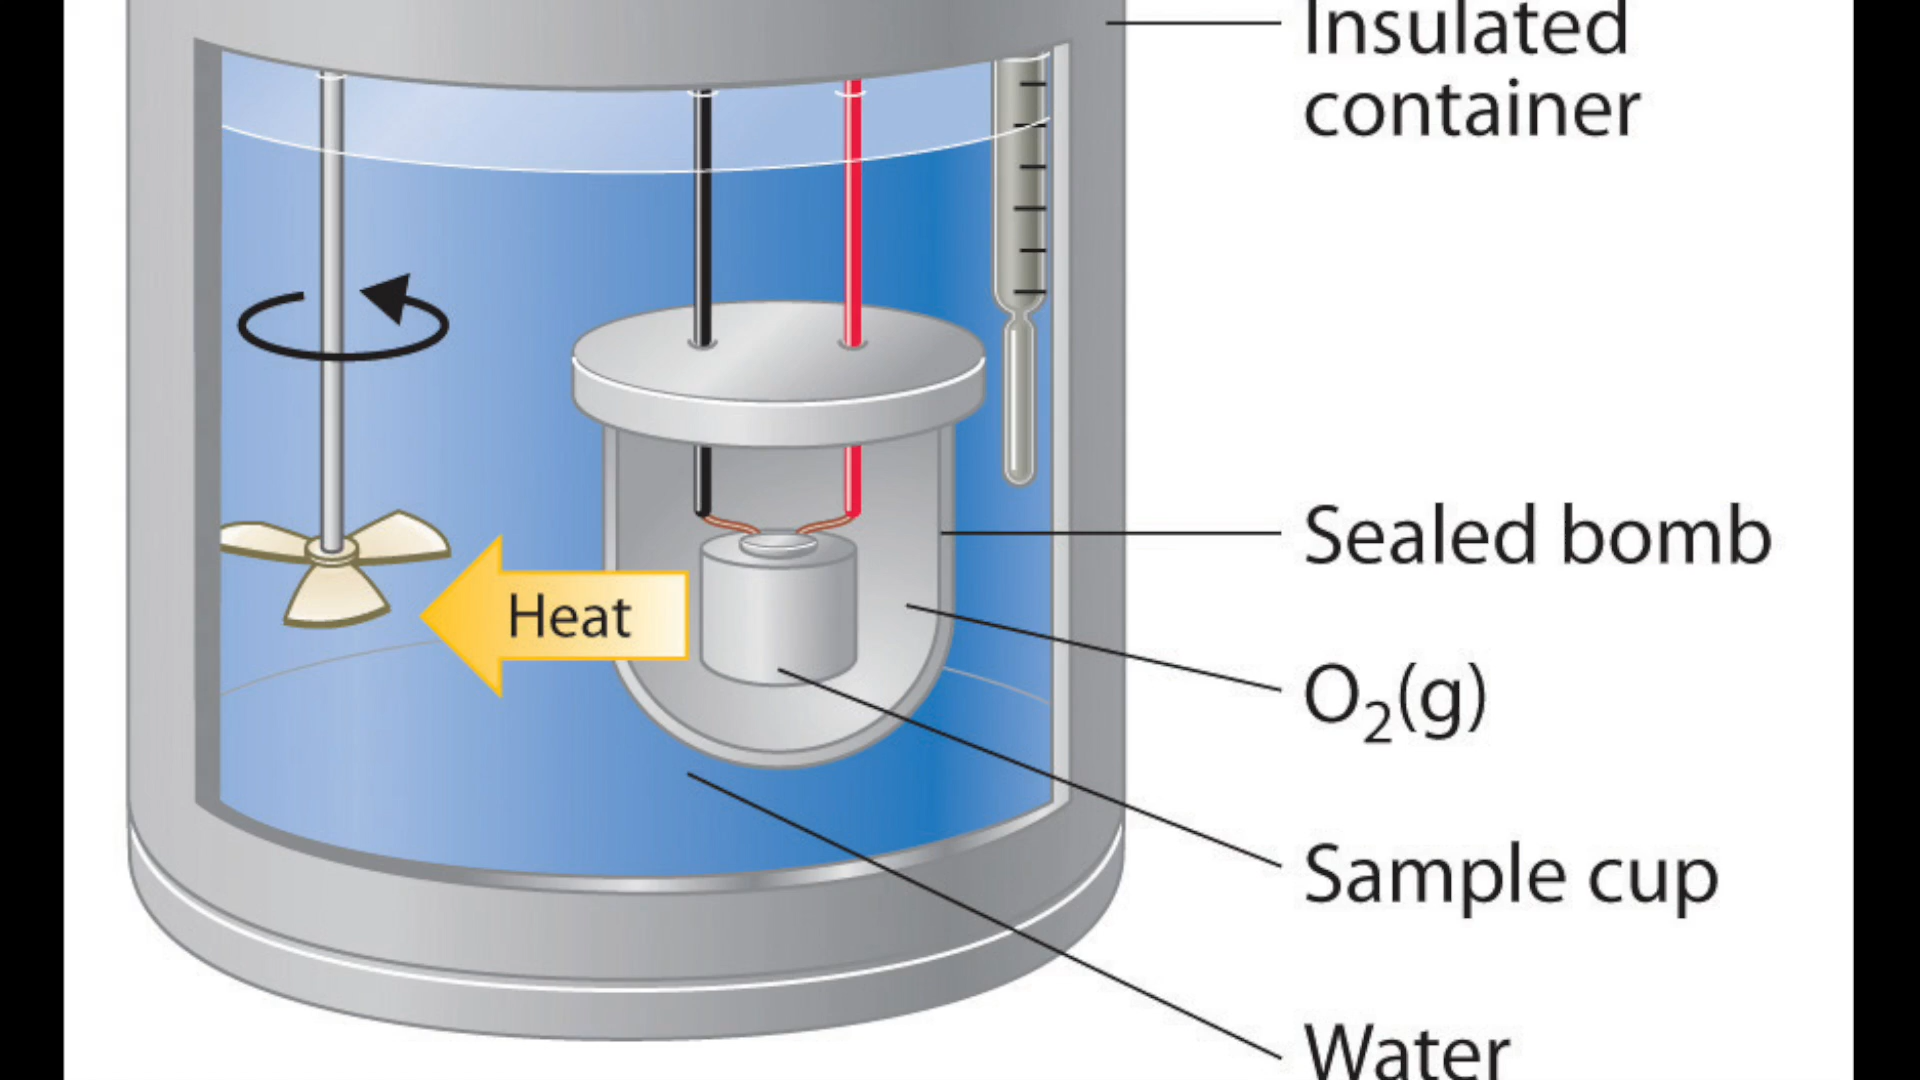 Insulated
container
Heat
Sealed bomb
O₂(g)
Sample cup
Water